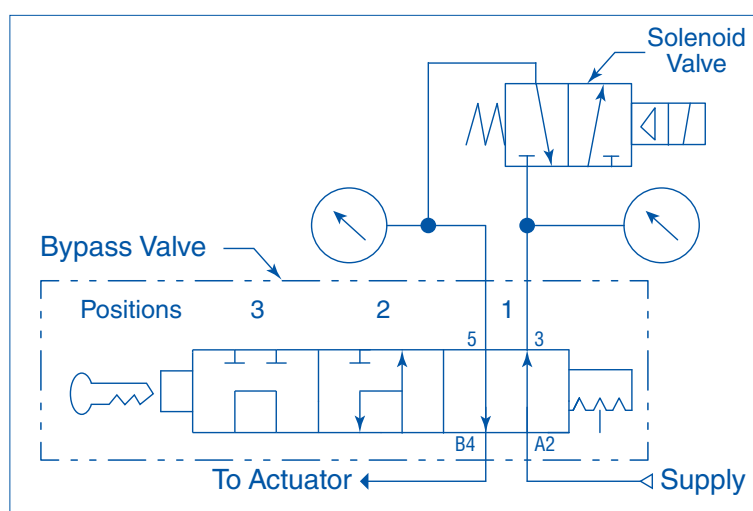 Solenoid
Valve
Bypass Valve
Positions 3 2 1
5 3
B4 A2
To Actuator Supply